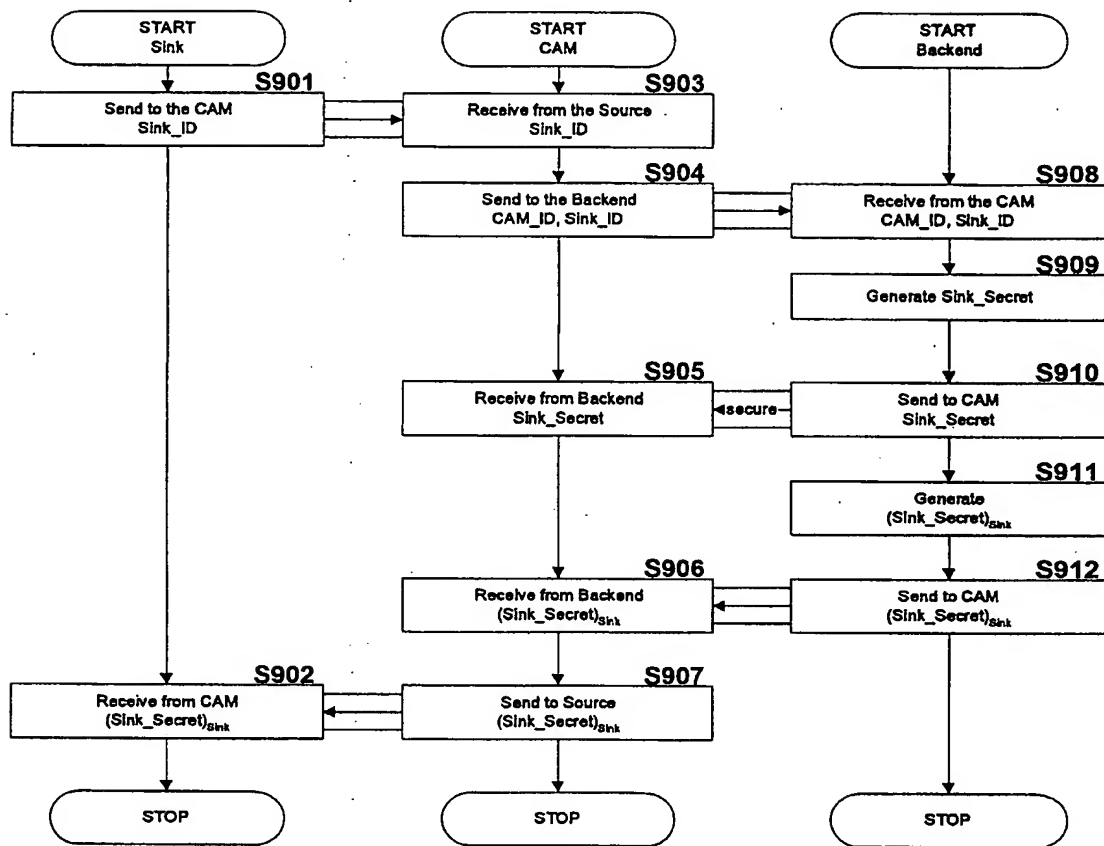 START
Sink
START
CAM
START
Backend
S901
Send to the CAM
Sink_ID
S903
Receive from the Source
Sink_ID
S904
Send to the Backend
CAM_ID, Sink_ID
S908
Receive from the CAM
CAM_ID, Sink_ID
S909
Generate Sink_Secret
S905
Receive from Backend
Sink_Secret
secure
S910
Send to CAM
Sink_Secret
S911
Generate
(Sink_Secret)Sink
S906
Receive from Backend
(Sink_Secret)Sink
S912
Send to CAM
(Sink_Secret)Sink
S902
Receive from CAM
(Sink_Secret)Sink
S907
Send to Source
(Sink_Secret)Sink
STOP
STOP
STOP